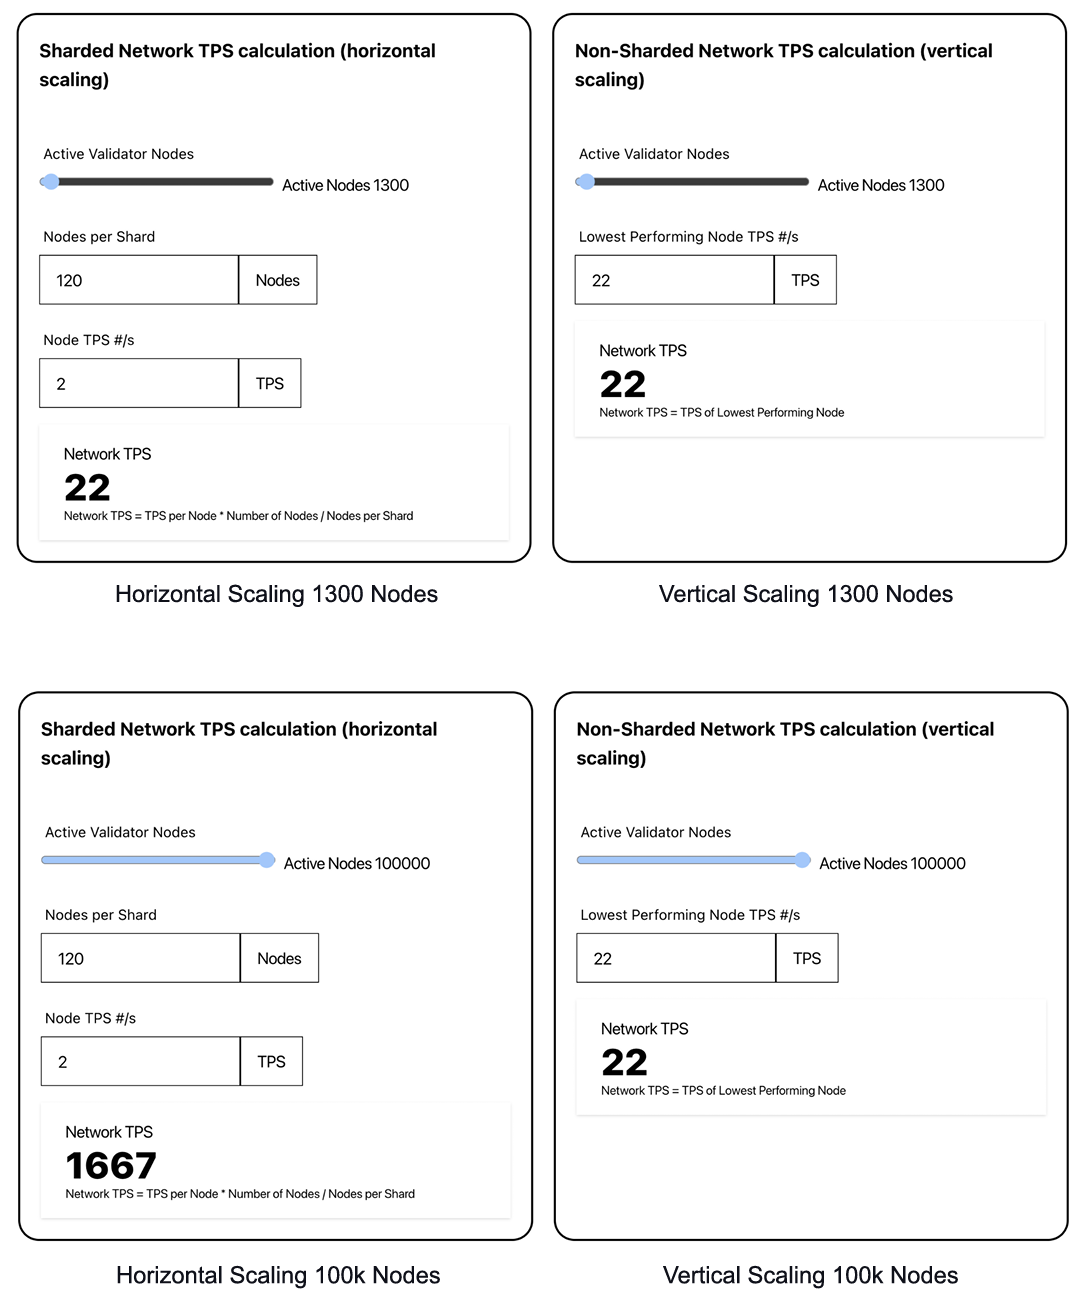 Sharded Network TPS calculation (horizontal
scaling)
Active Validator Nodes
Active Nodes 1300
Nodes per Shard
120 Nodes
Node TPS #/s
2 TPS
Network TPS
22
Network TPS = TPS per Node * Number of Nodes / Nodes per Shard
Horizontal Scaling 1300 Nodes
Non-Sharded Network TPS calculation (vertical
scaling)
Active Validator Nodes
Active Nodes 1300
Lowest Performing Node TPS #/s
22 TPS
Network TPS
22
Network TPS = TPS of Lowest Performing Node
Vertical Scaling 1300 Nodes
Sharded Network TPS calculation (horizontal
scaling)
Active Validator Nodes
Active Nodes 100000
Nodes per Shard
120 Nodes
Node TPS #/s
2 TPS
Network TPS
1667
Network TPS = TPS per Node * Number of Nodes / Nodes per Shard
Horizontal Scaling 100k Nodes
Non-Sharded Network TPS calculation (vertical
scaling)
Active Validator Nodes
Active Nodes 100000
Lowest Performing Node TPS #/s
22 TPS
Network TPS
22
Network TPS = TPS of Lowest Performing Node
Vertical Scaling 100k Nodes